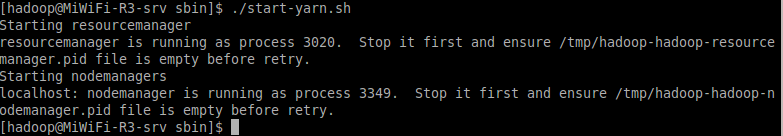 [hadoop@MiWiFi-R3-srv sbin]$ ./start-yarn.sh
Starting resourcemanager
resourcemanager is running as process 3020.  Stop it first and ensure /tmp/hadoop-hadoop-resource
manager.pid file is empty before retry.
Starting nodemanagers
localhost: nodemanager is running as process 3349.  Stop it first and ensure /tmp/hadoop-hadoop-n
odemanager.pid file is empty before retry.
[hadoop@MiWiFi-R3-srv sbin]$